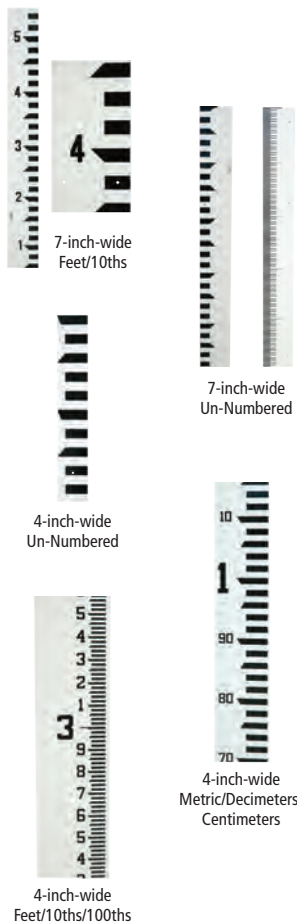 5
4
3
2
1
4
7-inch-wide
Feet/10ths
7-inch-wide
Un-Numbered
4-inch-wide
Un-Numbered
5
4
3
2
1
3
9
8
7
6
5
4
4-inch-wide
Feet/10ths/100ths
10
1
90
80
70
4-inch-wide
Metric/Decimeters
Centimeters